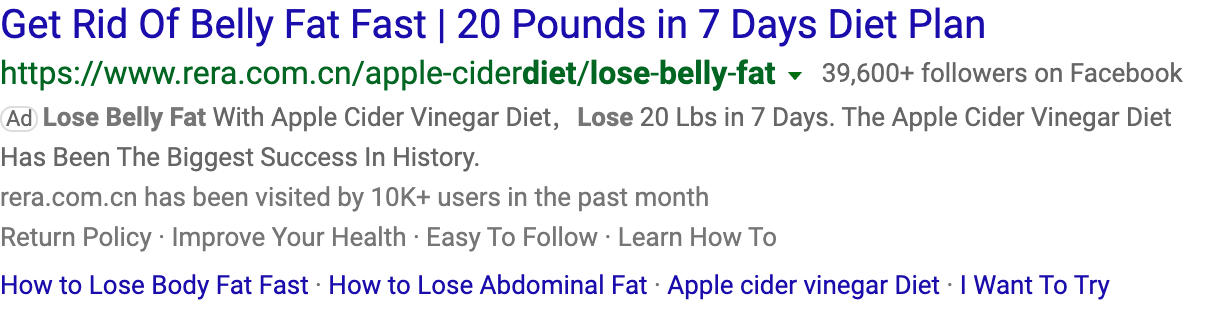 Get Rid Of Belly Fat Fast | 20 Pounds in 7 Days Diet Plan
https://www.rera.com.cn/apple-ciderdiet/lose-belly-fat ▼ 39,600+ followers on Facebook
Ad Lose Belly Fat With Apple Cider Vinegar Diet，Lose 20 Lbs in 7 Days. The Apple Cider Vinegar Diet
Has Been The Biggest Success In History.
rera.com.cn has been visited by 10K+ users in the past month
Return Policy · Improve Your Health · Easy To Follow · Learn How To
How to Lose Body Fat Fast · How to Lose Abdominal Fat · Apple cider vinegar Diet · I Want To Try